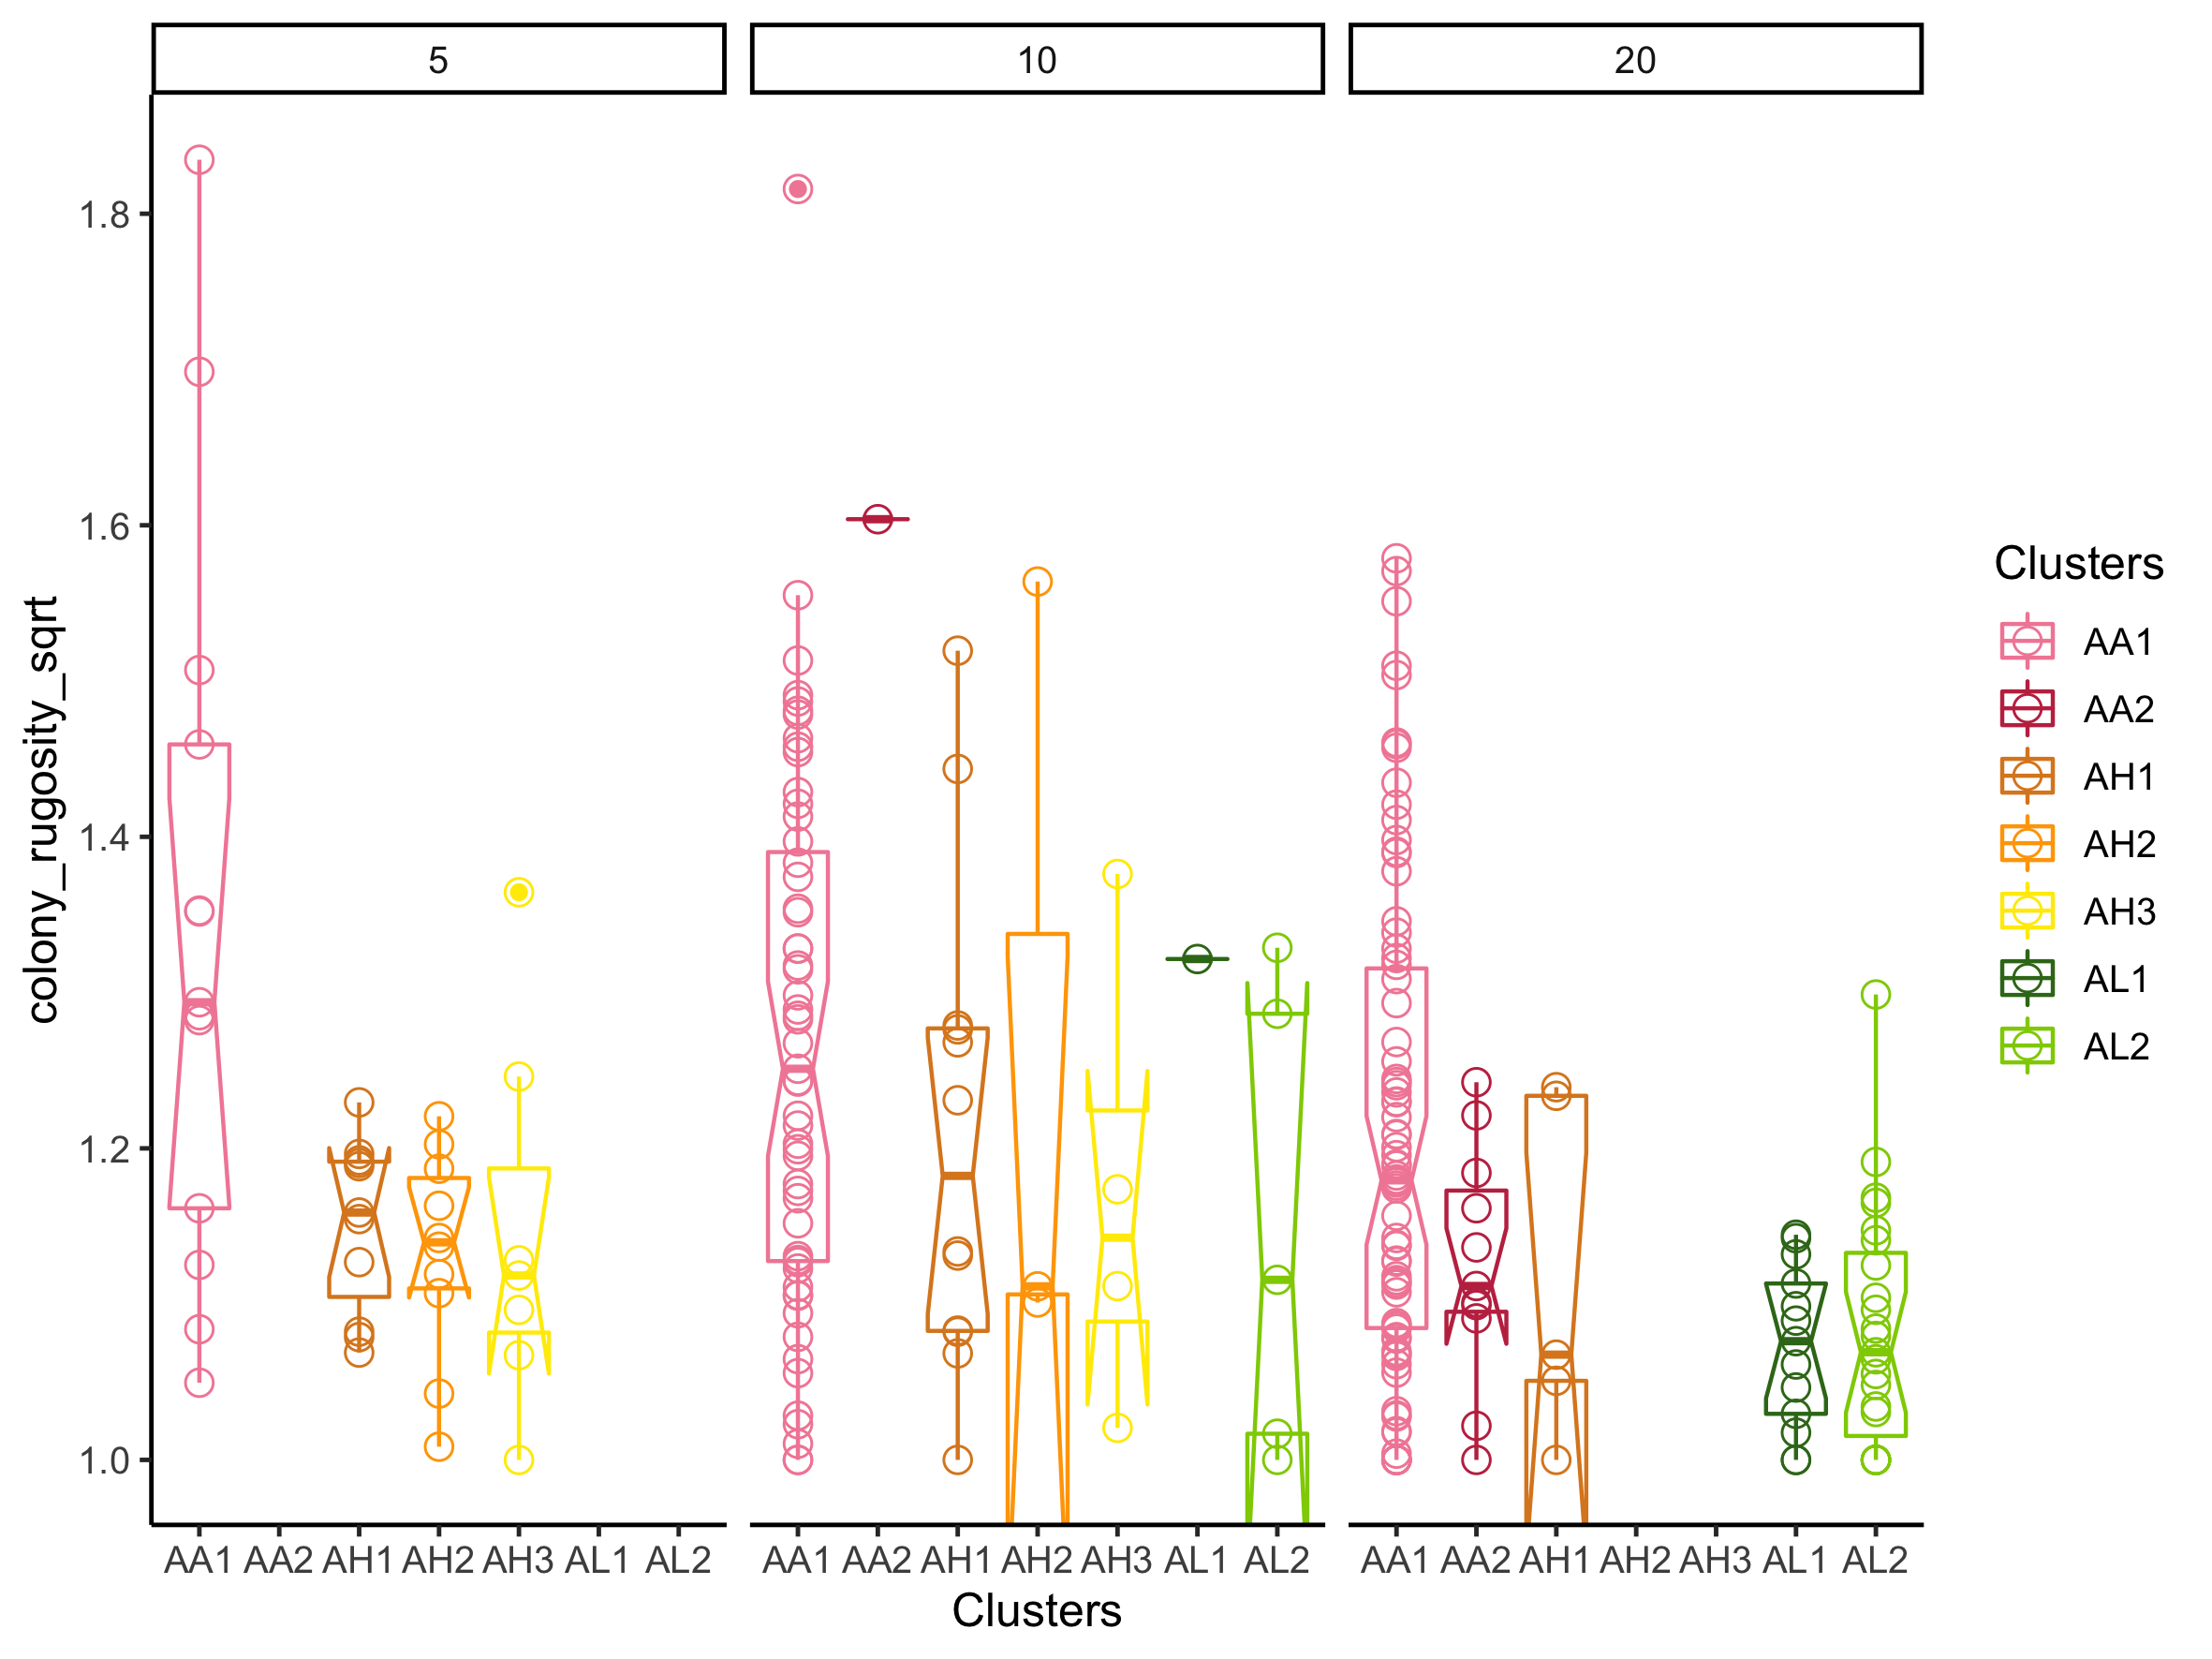 5 10 20
colony_rugosity_sqrt
1.8
1.6
1.4
1.2
1.0
AA1 AA2 AH1 AH2 AH3 AL1 AL2 AA1 AA2 AH1 AH2 AH3 AL1 AL2 AA1 AA2 AH1 AH2 AH3 AL1 AL2
Clusters
Clusters
AA1
AA2
AH1
AH2
AH3
AL1
AL2